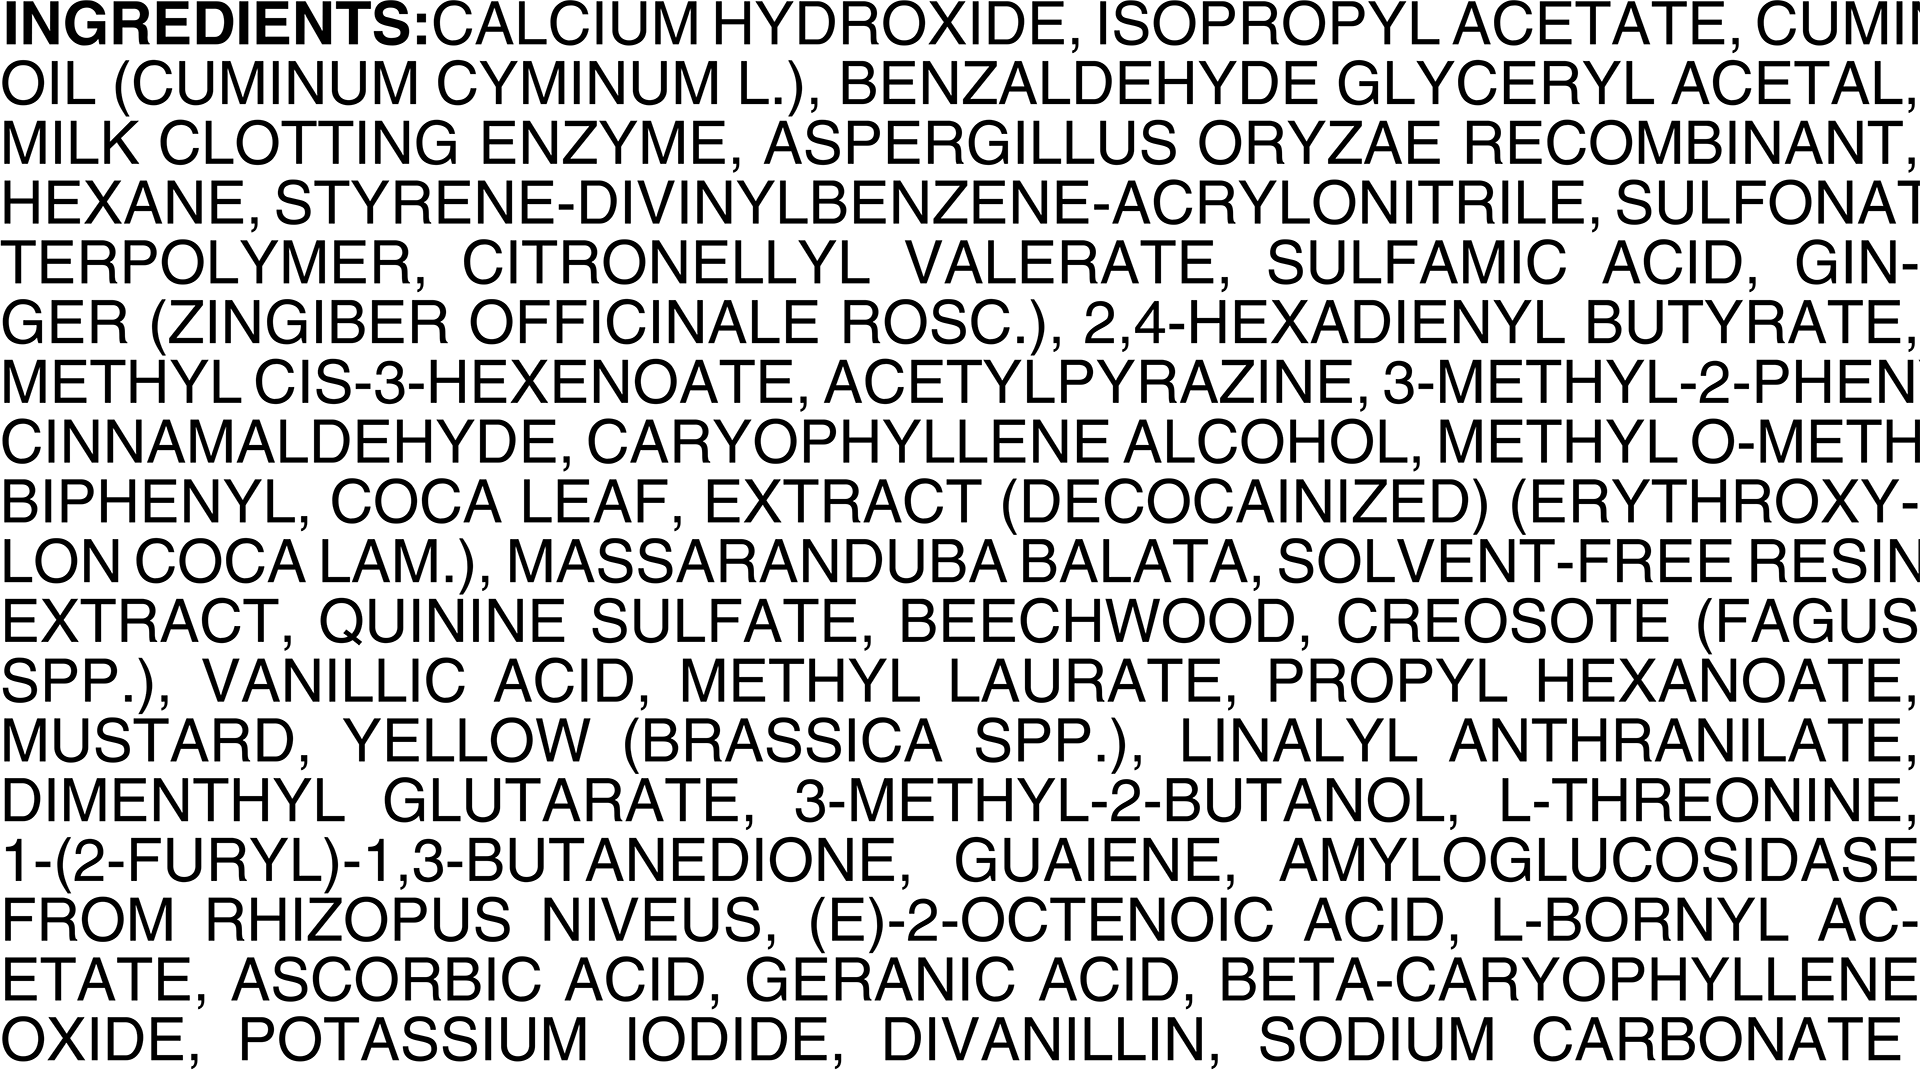 INGREDIENTS:CALCIUM HYDROXIDE, ISOPROPYL ACETATE, CUMIN
OIL (CUMINUM CYMINUM L.), BENZALDEHYDE GLYCERYL ACETAL,
MILK CLOTTING ENZYME, ASPERGILLUS ORYZAE RECOMBINANT,
HEXANE, STYRENE-DIVINYLBENZENE-ACRYLONITRILE, SULFONAT
TERPOLYMER, CITRONELLYL VALERATE, SULFAMIC ACID, GIN-
GER (ZINGIBER OFFICINALE ROSC.), 2,4-HEXADIENYL BUTYRATE,
METHYL CIS-3-HEXENOATE, ACETYLPYRAZINE, 3-METHYL-2-PHEN
CINNAMALDEHYDE, CARYOPHYLLENE ALCOHOL, METHYL O-METH
BIPHENYL, COCA LEAF, EXTRACT (DECOCAINIZED) (ERYTHROXY-
LON COCA LAM.), MASSARANDUBA BALATA, SOLVENT-FREE RESIN
EXTRACT, QUININE SULFATE, BEECHWOOD, CREOSOTE (FAGUS
SPP.), VANILLIC ACID, METHYL LAURATE, PROPYL HEXANOATE,
MUSTARD, YELLOW (BRASSICA SPP.), LINALYL ANTHRANILATE,
DIMENTHYL GLUTARATE, 3-METHYL-2-BUTANOL, L-THREONINE,
1-(2-FURYL)-1,3-BUTANEDIONE, GUAIENE, AMYLOGLUCOSIDASE
FROM RHIZOPUS NIVEUS, (E)-2-OCTENOIC ACID, L-BORNYL AC-
ETATE, ASCORBIC ACID, GERANIC ACID, BETA-CARYOPHYLLENE
OXIDE, POTASSIUM IODIDE, DIVANILLIN, SODIUM CARBONATE